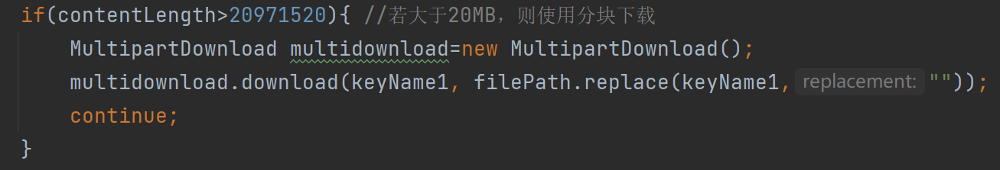 if(contentLength>20971520){ //若大于20MB，则使用分块下载
MultipartDownload multidownload=new MultipartDownload();
multidownload.download(keyName1, filePath.replace(keyName1, replacement: ""));
continue;
}